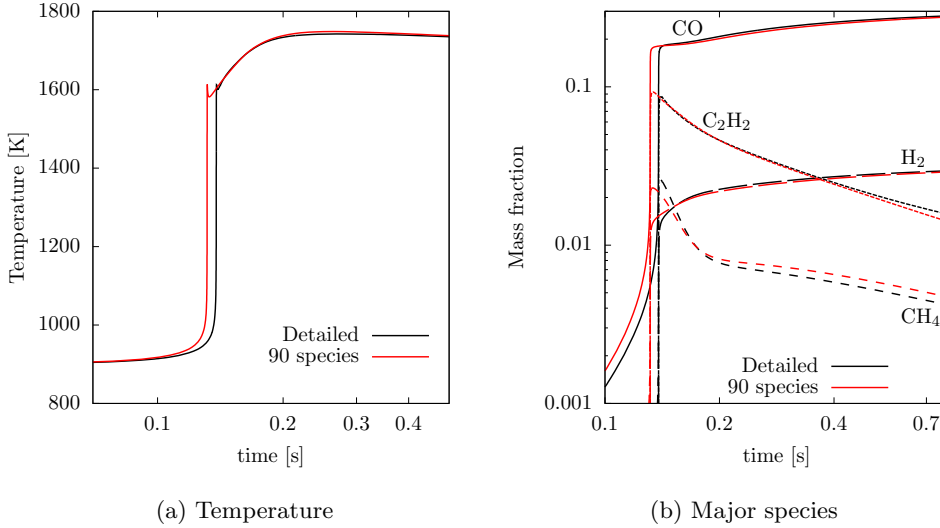 1800
1600
1400
1200
1000
800
Temperature [K]
Detailed
90 species
0.1
0.2
0.3
0.4
time [s]
(a) Temperature
0.1
0.01
0.001
Mass fraction
CO
C₂H₂
H₂
CH₄
Detailed
90 species
0.1
0.2
0.4
0.7
time [s]
(b) Major species